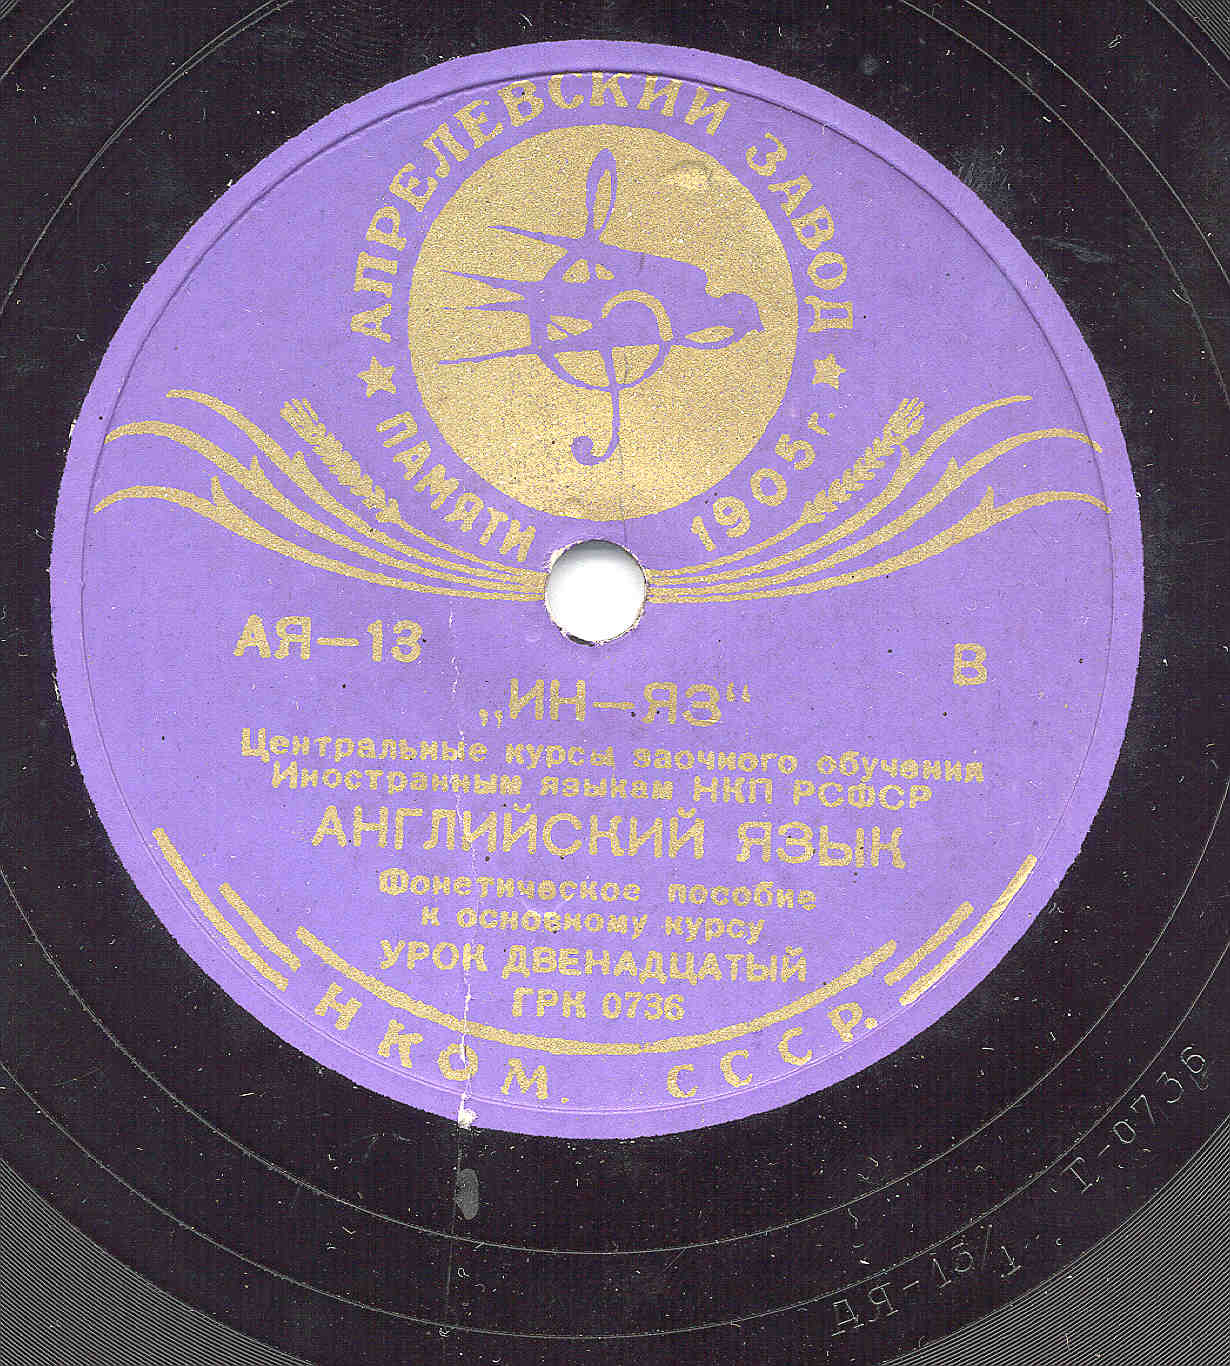 АПРЕЛЕВСКИЙ ЗАВОД
ПАМЯТИ 1905 г.
АЯ—13
В
„ИН—ЯЗ“
Центральные курсы заочного обучения
Иностранным языкам НКП РСФСР
АНГЛИЙСКИЙ ЯЗЫК
Фонетическое пособие
к основному курсу
УРОК ДВЕНАДЦАТЫЙ
ГРК 0736
НКОМ. СССР.
АЯ-13/1 Т-0736